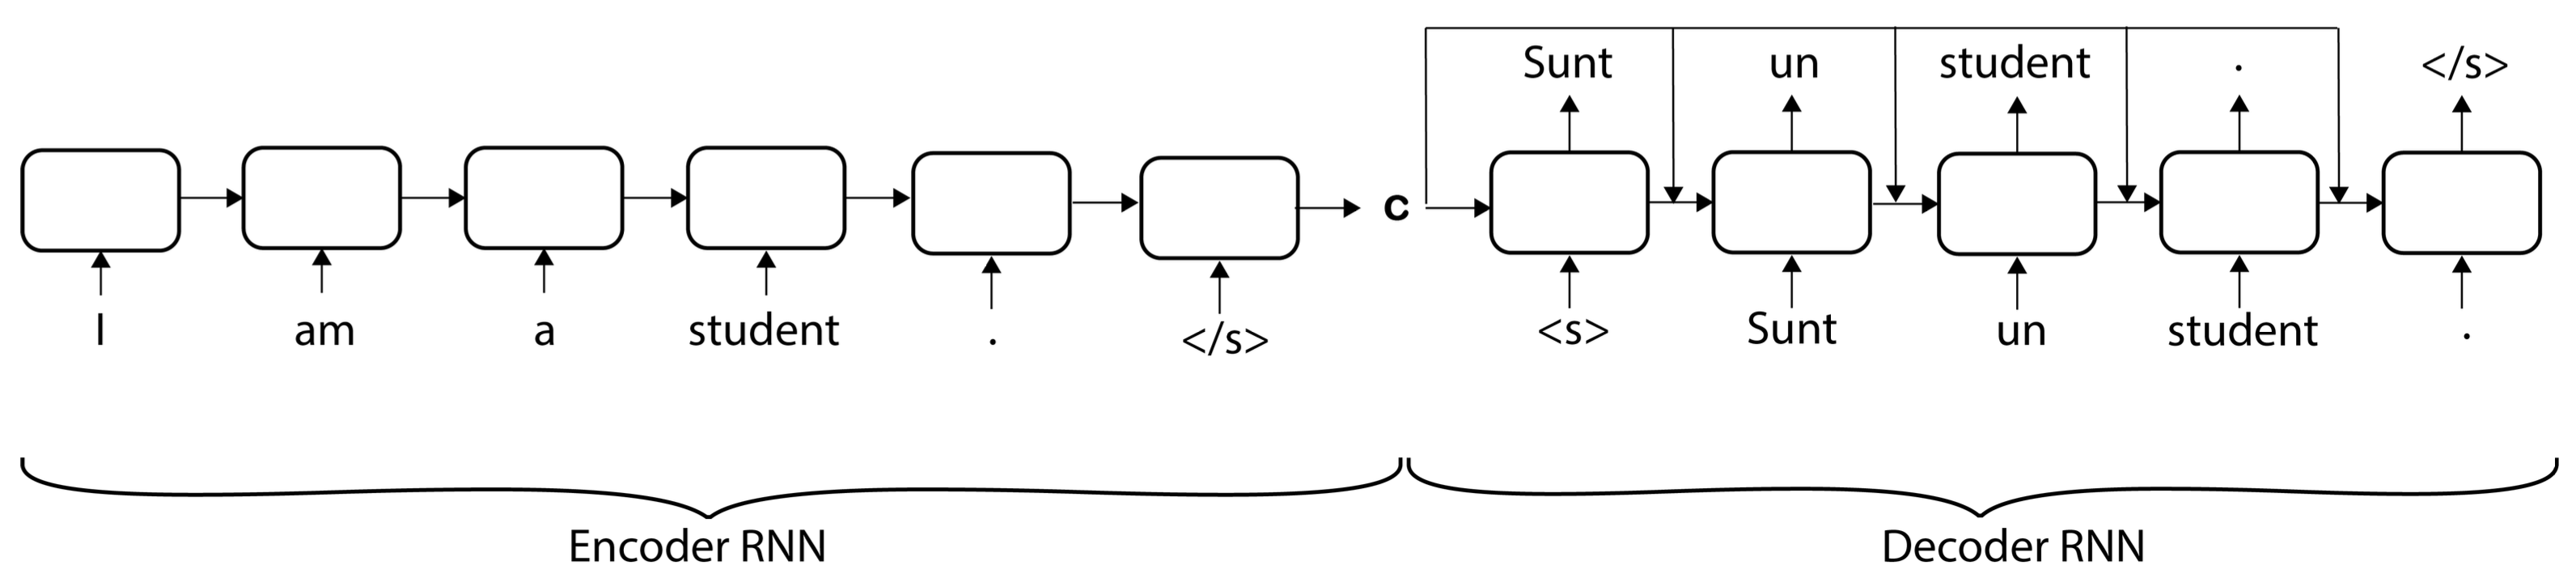 Sunt un student . </s>
c
I am a student . </s> <s> Sunt un student .
Encoder RNN Decoder RNN